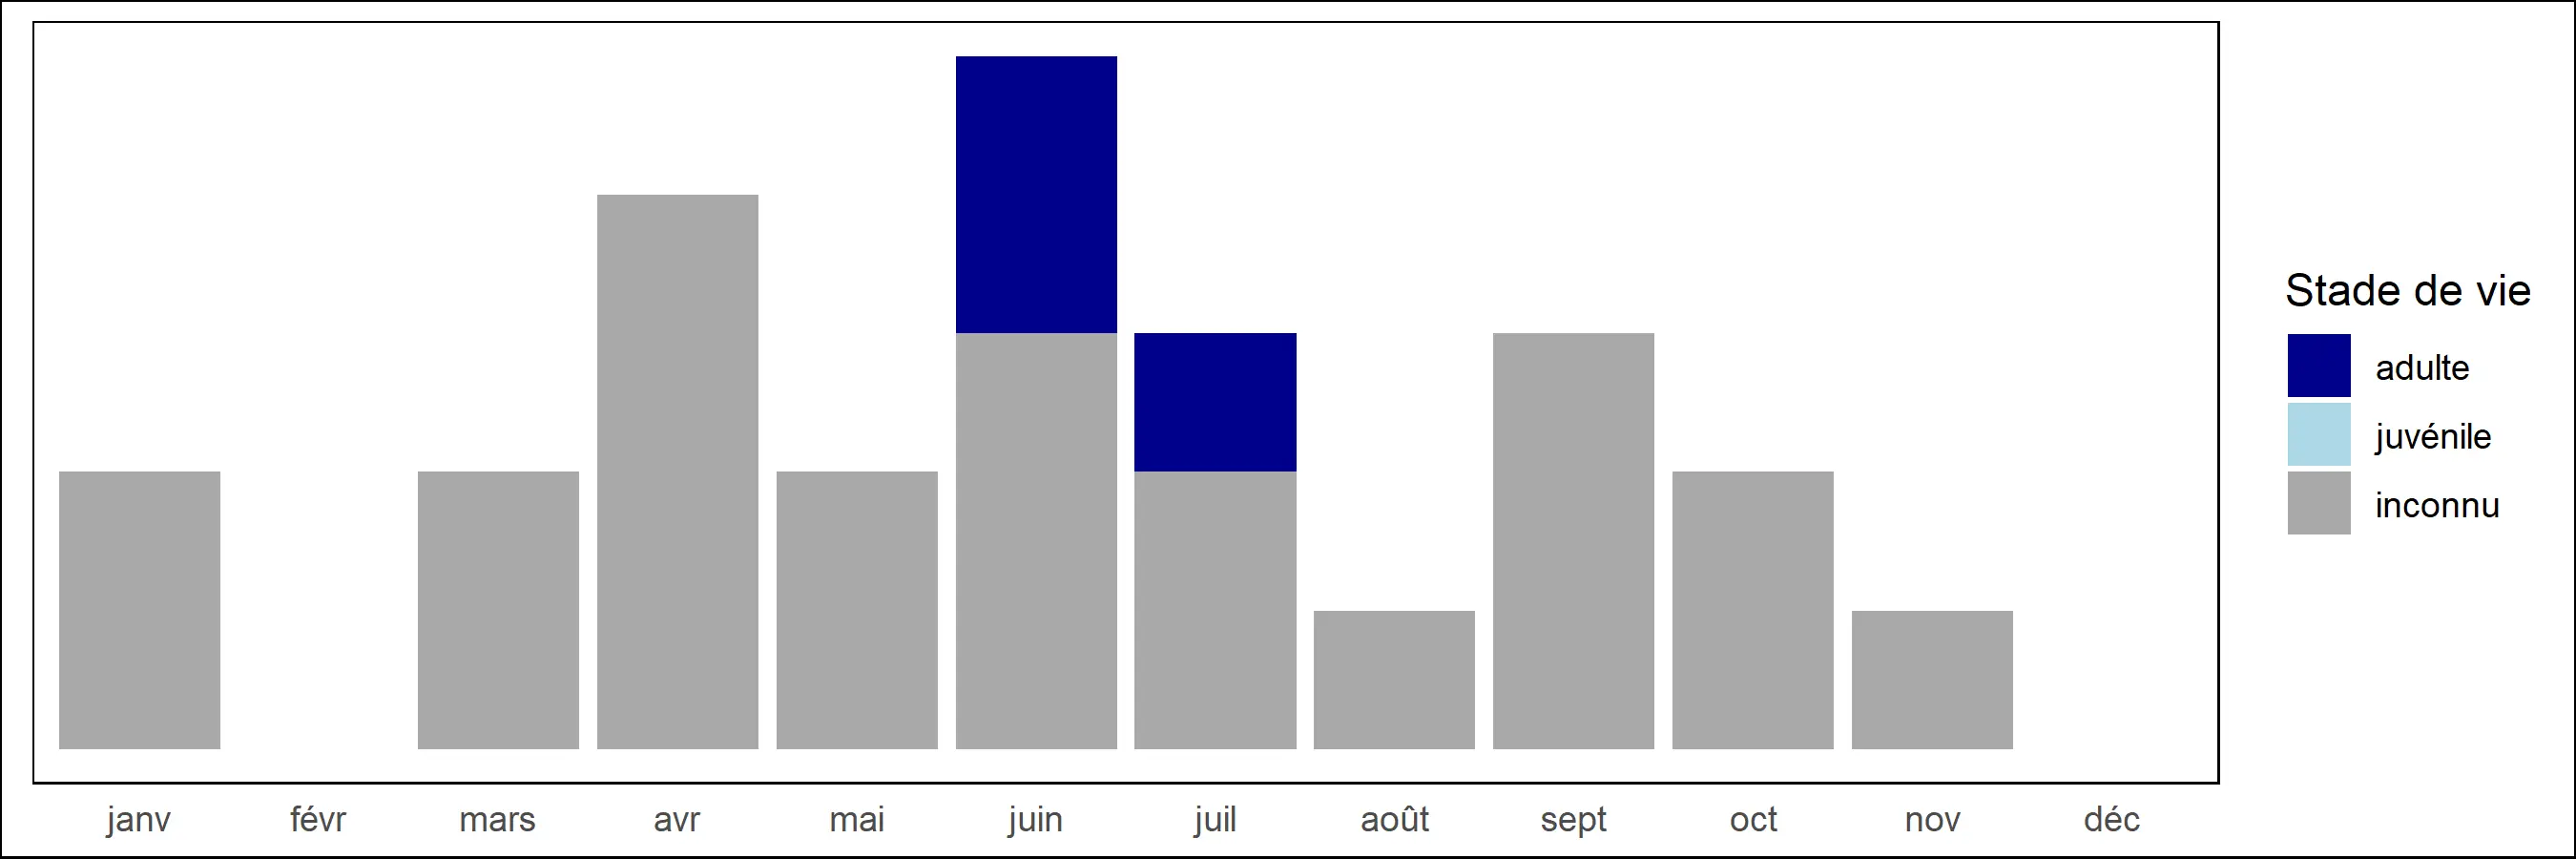 Stade de vie
adulte
juvénile
inconnu
janv févr mars avr mai juin juil août sept oct nov déc